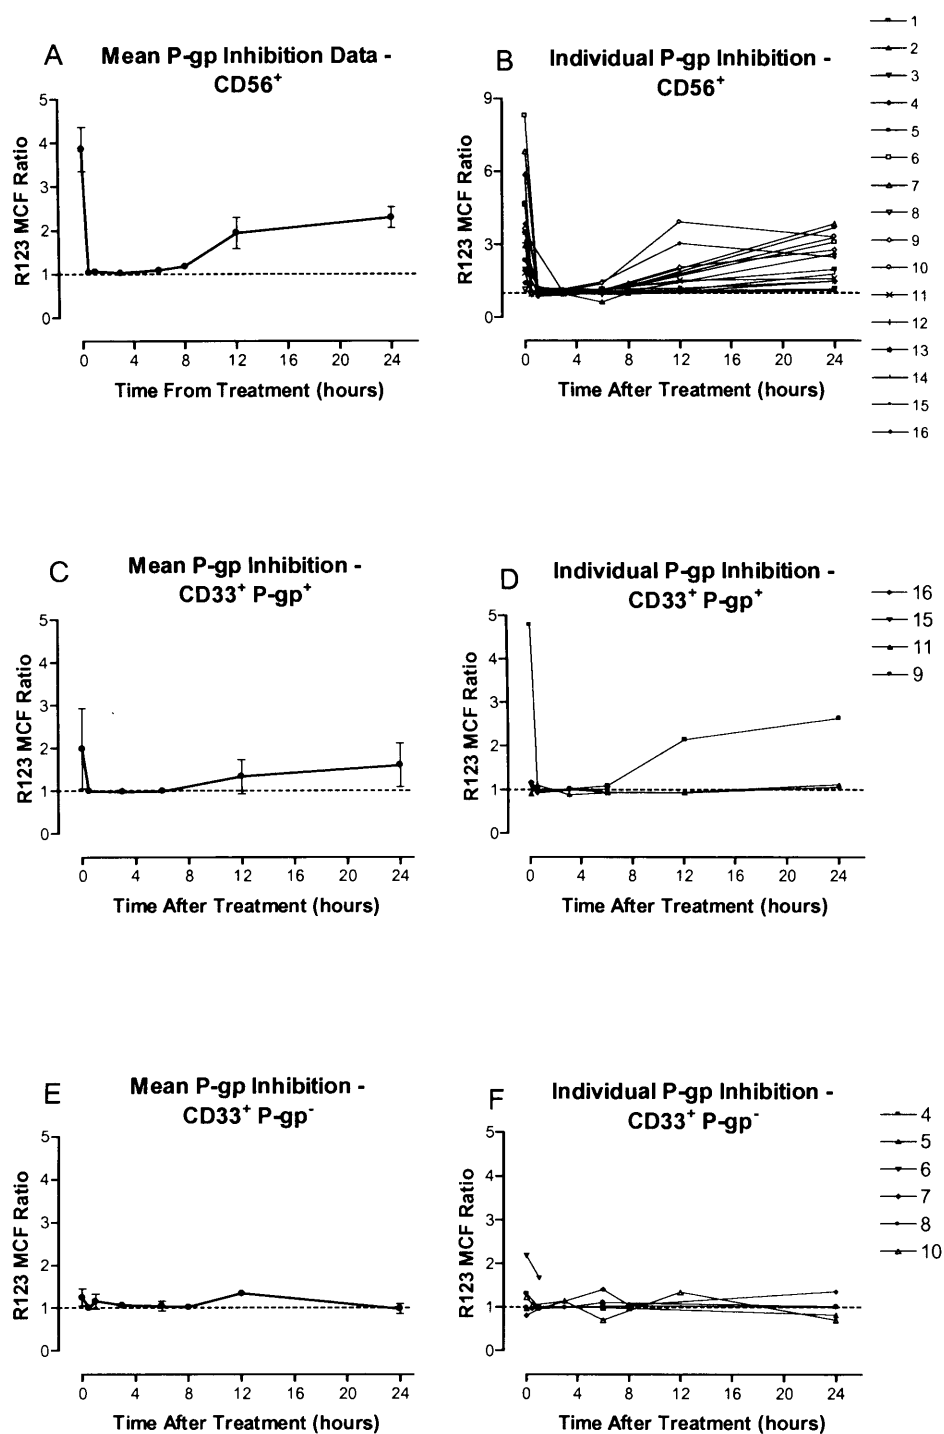 A
Mean P-gp Inhibition Data -
CD56+
5
4
3
2
1
0
R123 MCF Ratio
0 4 8 12 16 20 24
Time From Treatment (hours)
B
Individual P-gp Inhibition -
CD56+
9
6
3
0
R123 MCF Ratio
0 4 8 12 16 20 24
Time After Treatment (hours)
1
2
3
4
5
6
7
8
9
10
11
12
13
14
15
16
C
Mean P-gp Inhibition -
CD33+ P-gp+
5
4
3
2
1
0
R123 MCF Ratio
0 4 8 12 16 20 24
Time After Treatment (hours)
D
Individual P-gp Inhibition -
CD33+ P-gp+
5
4
3
2
1
0
R123 MCF Ratio
0 4 8 12 16 20 24
Time After Treatment (hours)
16
15
11
9
E
Mean P-gp Inhibition -
CD33+ P-gp-
5
4
3
2
1
0
R123 MCF Ratio
0 4 8 12 16 20 24
Time After Treatment (hours)
F
Individual P-gp Inhibition -
CD33+ P-gp-
5
4
3
2
1
0
R123 MCF Ratio
0 4 8 12 16 20 24
Time After Treatment (hours)
4
5
6
7
8
10